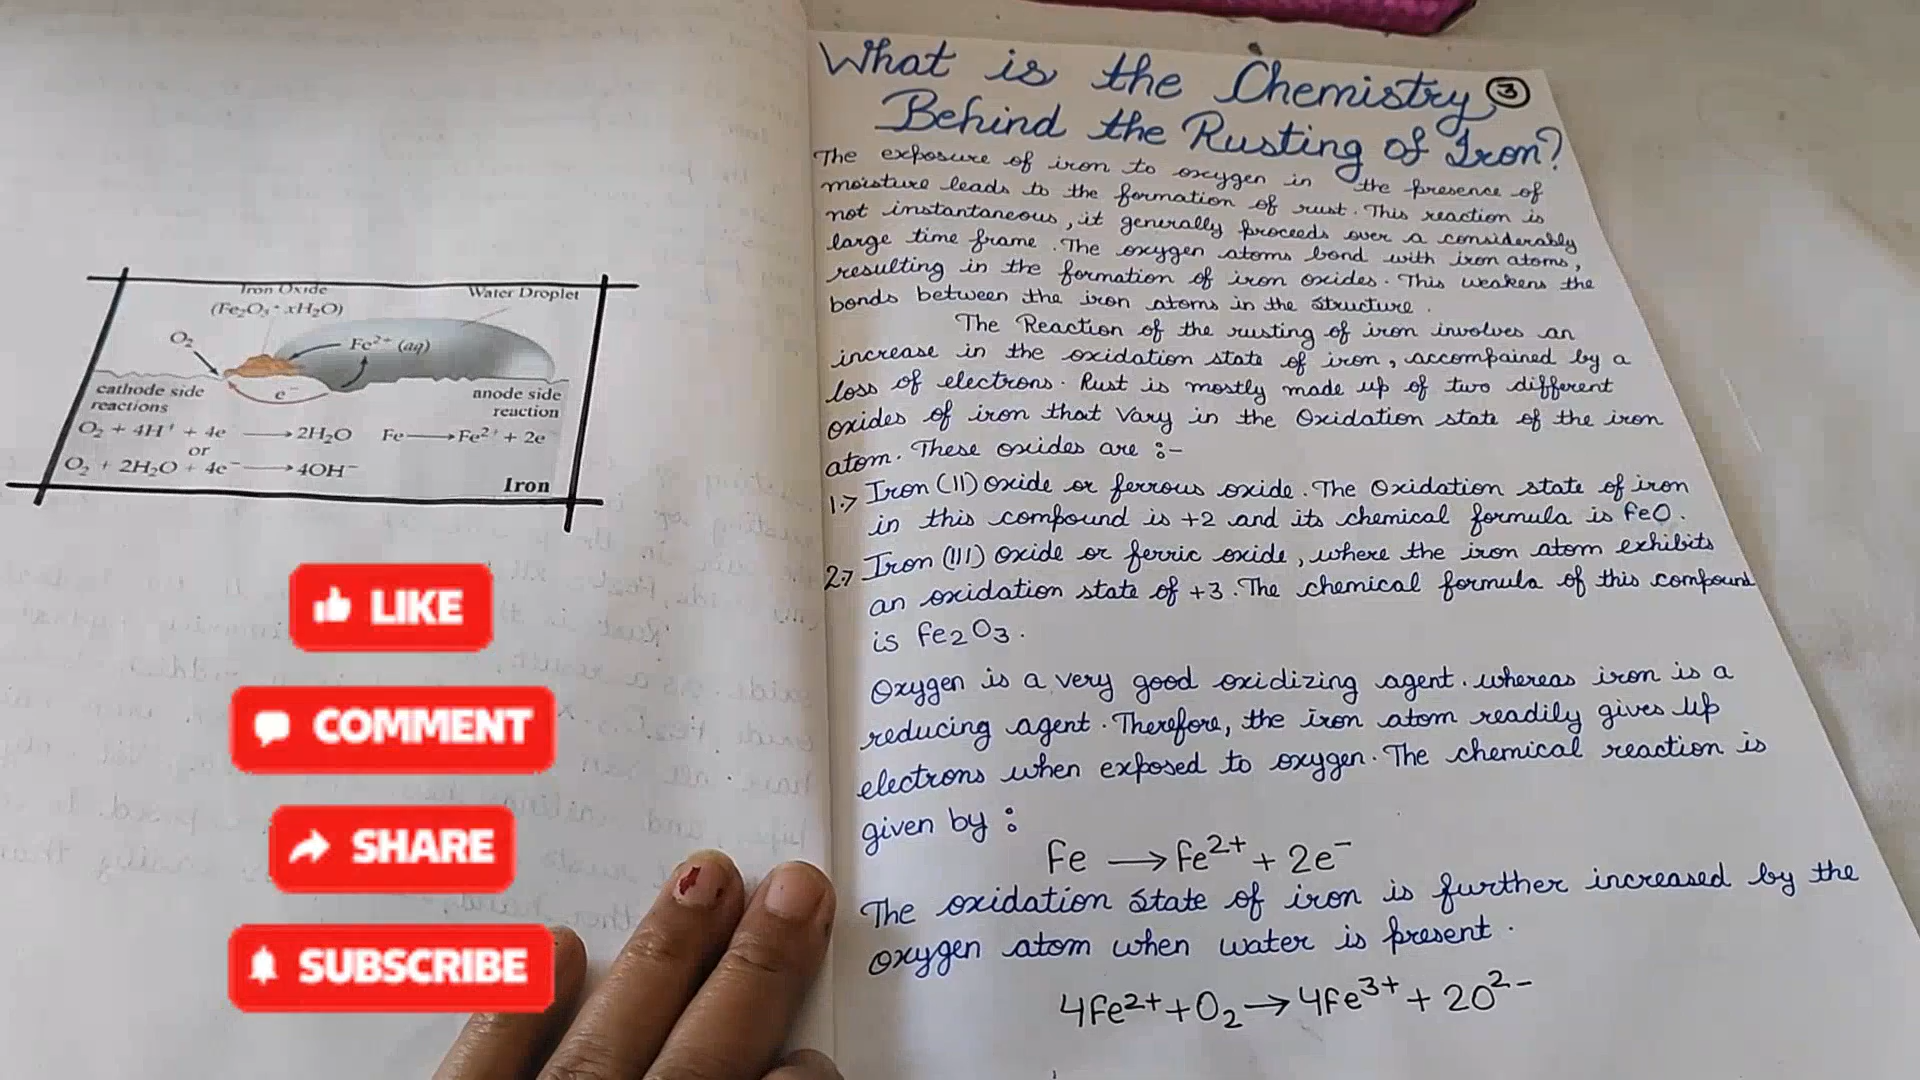 Iron Oxide
(Fe₂O₃ · xH₂O)
Water Droplet
O₂
Fe²⁺ (aq)
e⁻
cathode side
reactions
anode side
reaction
O₂ + 4H⁺ + 4e → 2H₂O
Fe → Fe²⁺ + 2e⁻
or
O₂ + 2H₂O + 4e⁻ → 4OH⁻
Iron
LIKE
COMMENT
SHARE
SUBSCRIBE
What is the Chemistry ③
Behind the Rusting of Iron?
The exposure of iron to oxygen in the presence of
moisture leads to the formation of rust. This reaction is
not instantaneous, it generally proceeds over a considerably
large time frame. The oxygen atoms bond with iron atoms,
resulting in the formation of iron oxides. This weakens the
bonds between the iron atoms in the structure.
The Reaction of the rusting of iron involves an
increase in the oxidation state of iron, accompained by a
loss of electrons. Rust is mostly made up of two different
oxides of iron that vary in the Oxidation state of the iron
atom. These oxides are :-
1.> Iron (II) oxide or ferrous oxide. The Oxidation state of iron
in this compound is +2 and its chemical formula is FeO.
2.> Iron (III) oxide or ferric oxide, where the iron atom exhibits
an oxidation state of +3. The chemical formula of this compound
is Fe₂O₃.
Oxygen is a very good oxidizing agent. whereas iron is a
reducing agent. Therefore, the iron atom readily gives up
electrons when exposed to oxygen. The chemical reaction is
given by :
Fe → Fe²⁺ + 2e⁻
The oxidation state of iron is further increased by the
oxygen atom when water is present.
4Fe²⁺ + O₂ → 4Fe³⁺ + 2O²⁻